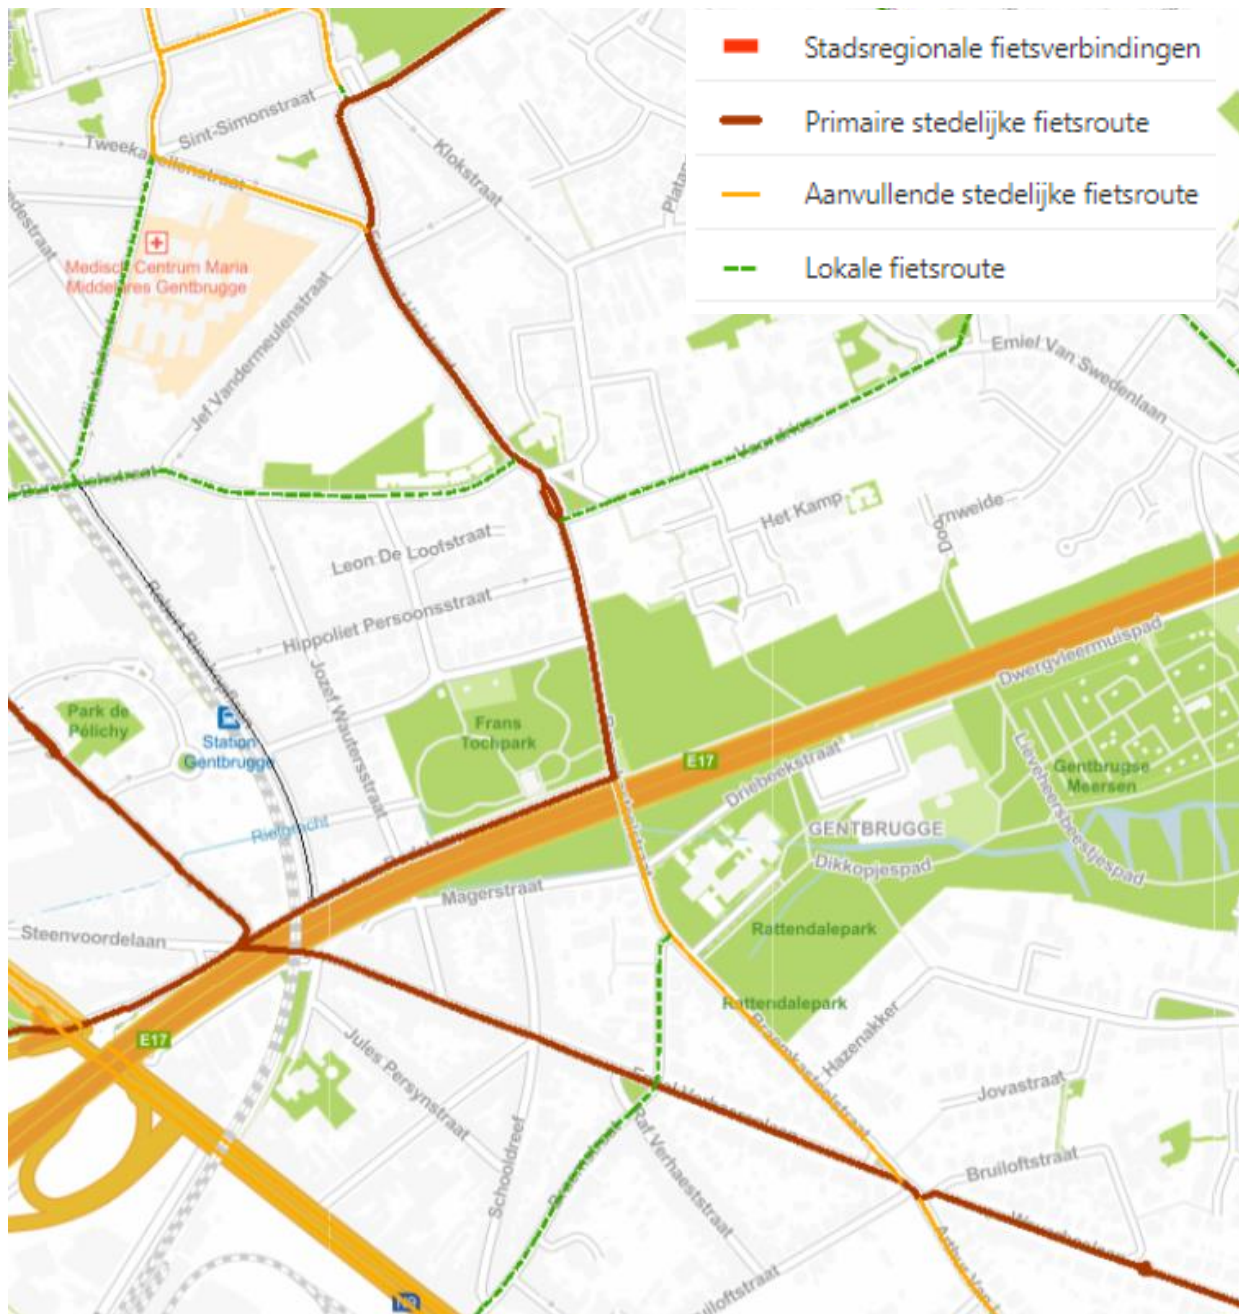 Stadsregionale fietsverbindingen
Primaire stedelijke fietsroute
Aanvullende stedelijke fietsroute
Lokale fietsroute
Sint-Simonstraat
Klokstraat
Medisch Centrum Maria
Middelares Gentbrugge
Jef Vandermeulenstraat
Emiel Van Swedenlaan
Het Kamp
Leon De Loofstraat
Hippoliet Persoonsstraat
Jozef Wautersstraat
Dwergvleermuispad
Park de
Pélichy
Station
Gentbrugge
Frans
Tochpark
E17
Driebeekstraat
Lieveheersbeestjespad
Gentbrugse
Meersen
Rietgracht
GENTBRUGGE
Dikkopjespad
Magerstraat
Steenvoordelaan
Rattendalepark
Rattendalepark
E17
Hazenakker
Jules Persynstraat
Jovastraat
Schooldreef
Raf Verhaeststraat
Bruiloftstraat
uiloftstraat
N9